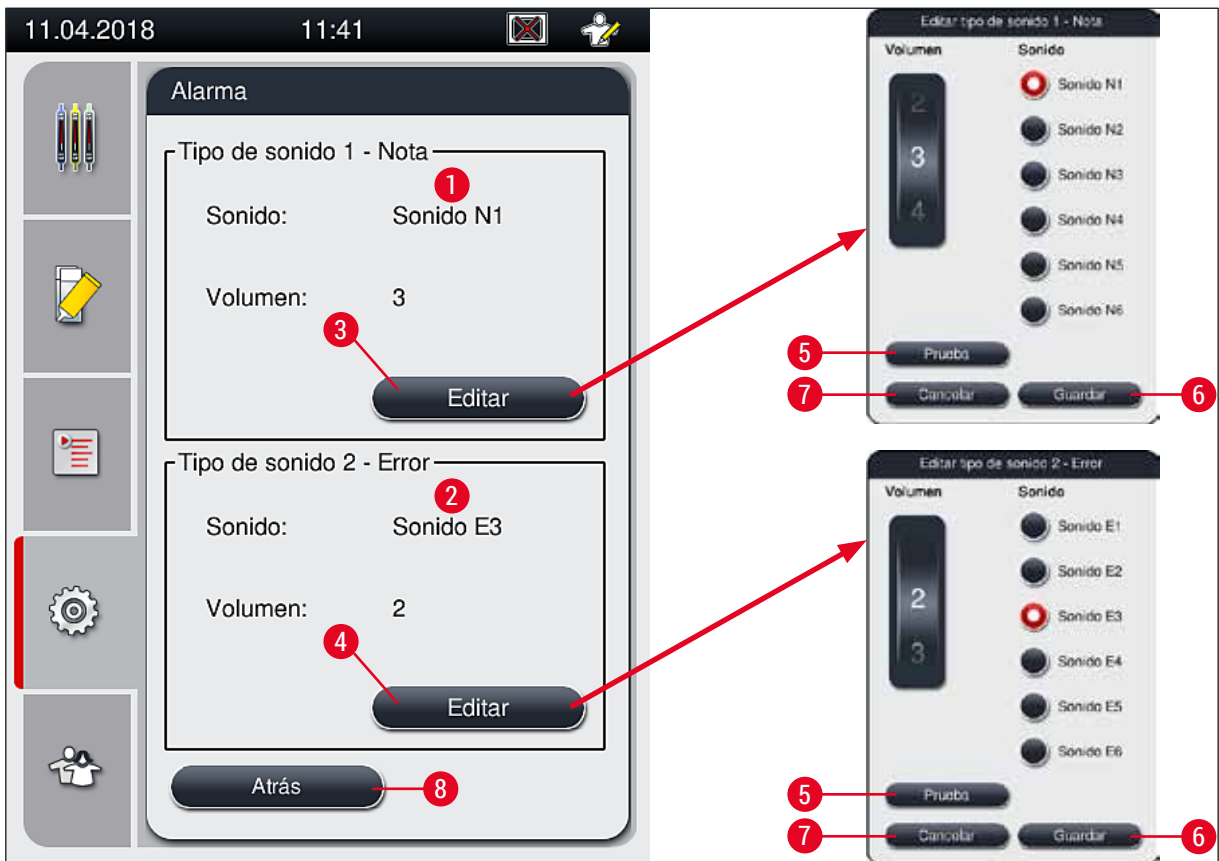 11.04.2018 11:41
Alarma
Tipo de sonido 1 - Nota
1
Sonido: Sonido N1
Volumen: 3
3
Editar
Tipo de sonido 2 - Error
2
Sonido: Sonido E3
Volumen: 2
4
Editar
Atrás
8
Editar tipo de sonido 1 - Nota
Volumen Sonido
2
3
4
Sonido N1
Sonido N2
Sonido N3
Sonido N4
Sonido N5
Sonido N6
5 Prueba
7 Cancelar Guardar 6
Editar tipo de sonido 2 - Error
Volumen Sonido
2
3
Sonido E1
Sonido E2
Sonido E3
Sonido E4
Sonido E5
Sonido E6
5 Prueba
7 Cancelar Guardar 6